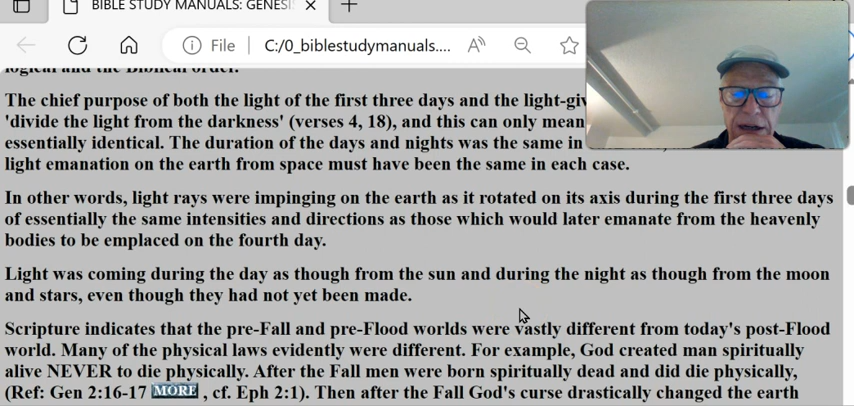 BIBLE STUDY MANUALS: GENESIS
File C:/0_biblestudymanuals....
logical and the Biblical order.
The chief purpose of both the light of the first three days and the light-giv
'divide the light from the darkness' (verses 4, 18), and this can only mean
essentially identical. The duration of the days and nights was the same in
light emanation on the earth from space must have been the same in each case.
In other words, light rays were impinging on the earth as it rotated on its axis during the first three days
of essentially the same intensities and directions as those which would later emanate from the heavenly
bodies to be emplaced on the fourth day.
Light was coming during the day as though from the sun and during the night as though from the moon
and stars, even though they had not yet been made.
Scripture indicates that the pre-Fall and pre-Flood worlds were vastly different from today's post-Flood
world. Many of the physical laws evidently were different. For example, God created man spiritually
alive NEVER to die physically. After the Fall men were born spiritually dead and did die physically,
(Ref: Gen 2:16-17 MORE , cf. Eph 2:1). Then after the Fall God's curse drastically changed the earth